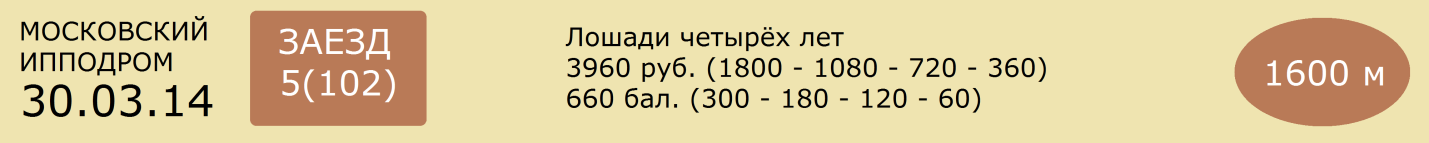 МОСКОВСКИЙ
ИППОДРОМ
30.03.14
ЗАЕЗД
5(102)
Лошади четырёх лет
3960 руб. (1800 - 1080 - 720 - 360)
660 бал. (300 - 180 - 120 - 60)
1600 м